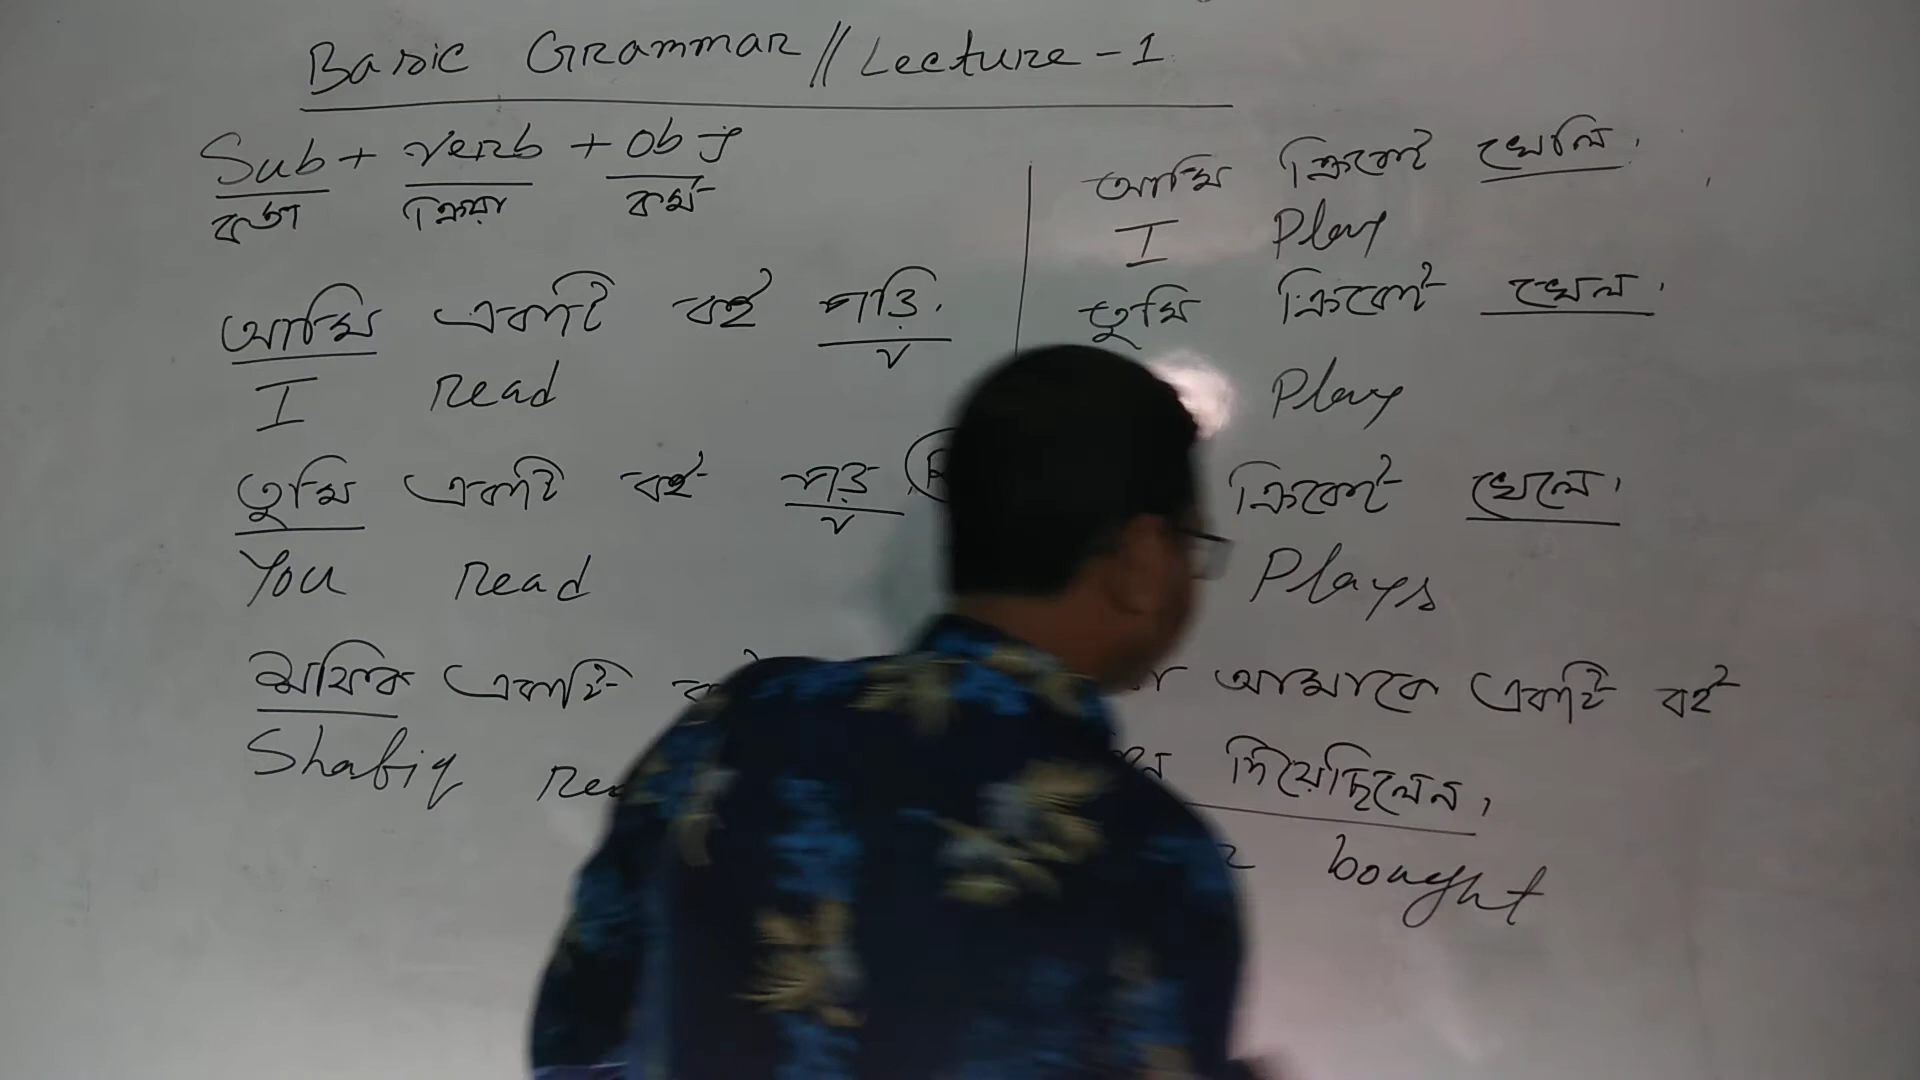 Basic Grammar // Lecture - 1
Sub + verb + Obj
কর্তা ক্রিয়া কর্ম
আমি একটি বই পড়ি।
v
I read
তুমি একটি বই পড়
v
You read
শফিক একটি
Shafiq
আমি ক্রিকেট খেলি।
I Play
তুমি ক্রিকেট খেল।
Play
ক্রিকেট খেলে।
Plays
আমাকে একটি বই
দিয়েছিলেন।
bought